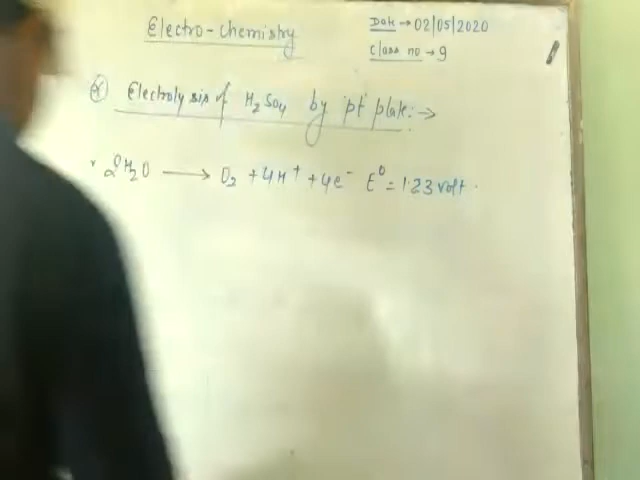 Electro-chemistry
Date → 02/05/2020
Class no → 9
Electrolysis of H₂SO₄ by 'pt' plate: →
2H₂O ⟶ O₂ + 4H⁺ + 4e⁻ E⁰ = 1.23 volt.